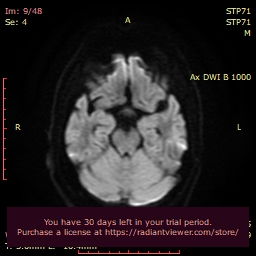 Im: 9/48
STP71
Se: 4
STP71
M
A
Ax DWI B 1000
R
L
You have 30 days left in your trial period.
Purchase a license at https://radiantviewer.com/store/